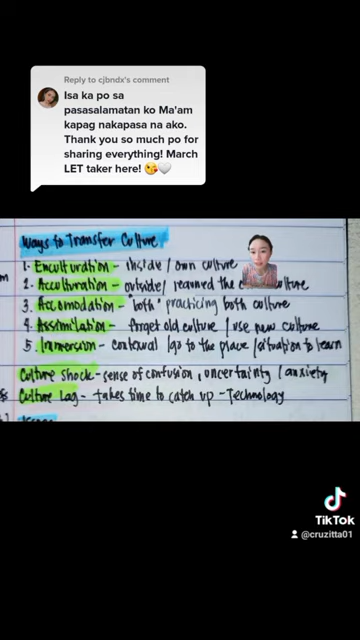 Reply to cjbndx's comment
Isa ka po sa
pasasalamatan ko Ma'am
kapag nakapasa na ako.
Thank you so much po for
sharing everything! March
LET taker here! 😘🤍
Ways to Transfer Culture
1. Enculturation - inside / own culture
2. Acculturation - outside / required the culture
3. Accomodation - "both" practicing both culture
4. Assimilation - forget old culture / use new culture
5. Immersion - contexual / go to the place / situation to learn
Culture shock - sense of confusion, uncertainty / anxiety
Culture Lag - takes time to catch up - Technology
TikTok
@cruzitta01